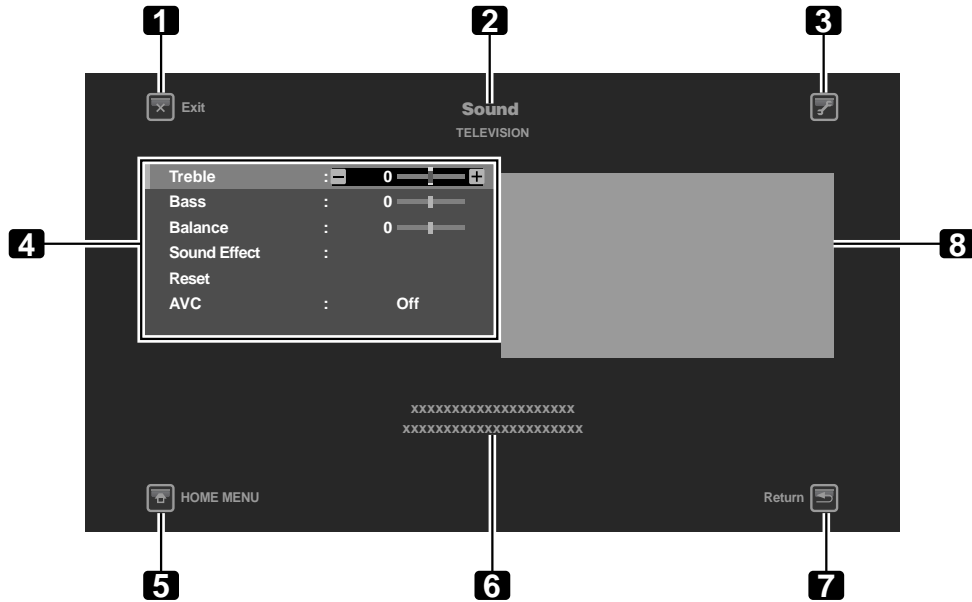 1 2 3
Exit Sound
TELEVISION
Treble : − 0 +
Bass : 0
Balance : 0
4 8
Sound Effect :
Reset
AVC : Off
xxxxxxxxxxxxxxxxxxxx
xxxxxxxxxxxxxxxxxxxxxx
HOME MENU Return
5 6 7